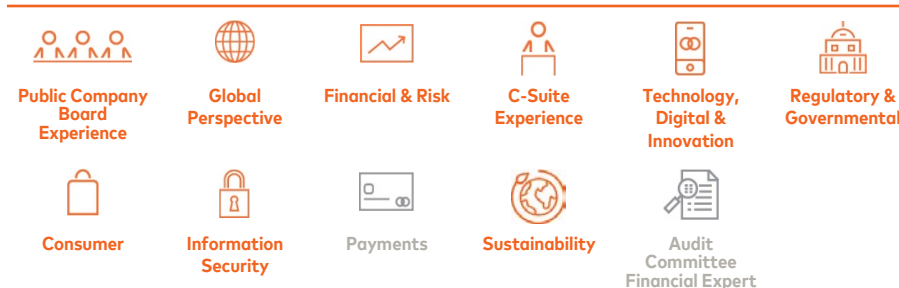 Public Company
Board
Experience
Global
Perspective
Financial & Risk
C-Suite
Experience
Technology,
Digital &
Innovation
Regulatory &
Governmental
Consumer
Information
Security
Payments
Sustainability
Audit
Committee
Financial Expert